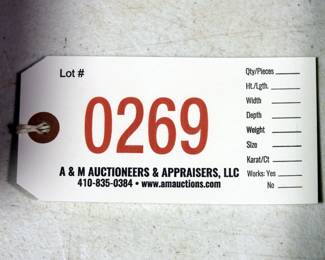 Lot #
0269
A & M AUCTIONEERS & APPRAISERS, LLC
410-835-0384 • www.amauctions.com
Qty/Pieces
Ht./Lgth.
Width
Depth
Weight
Size
Karat/Ct
Works: Yes
No